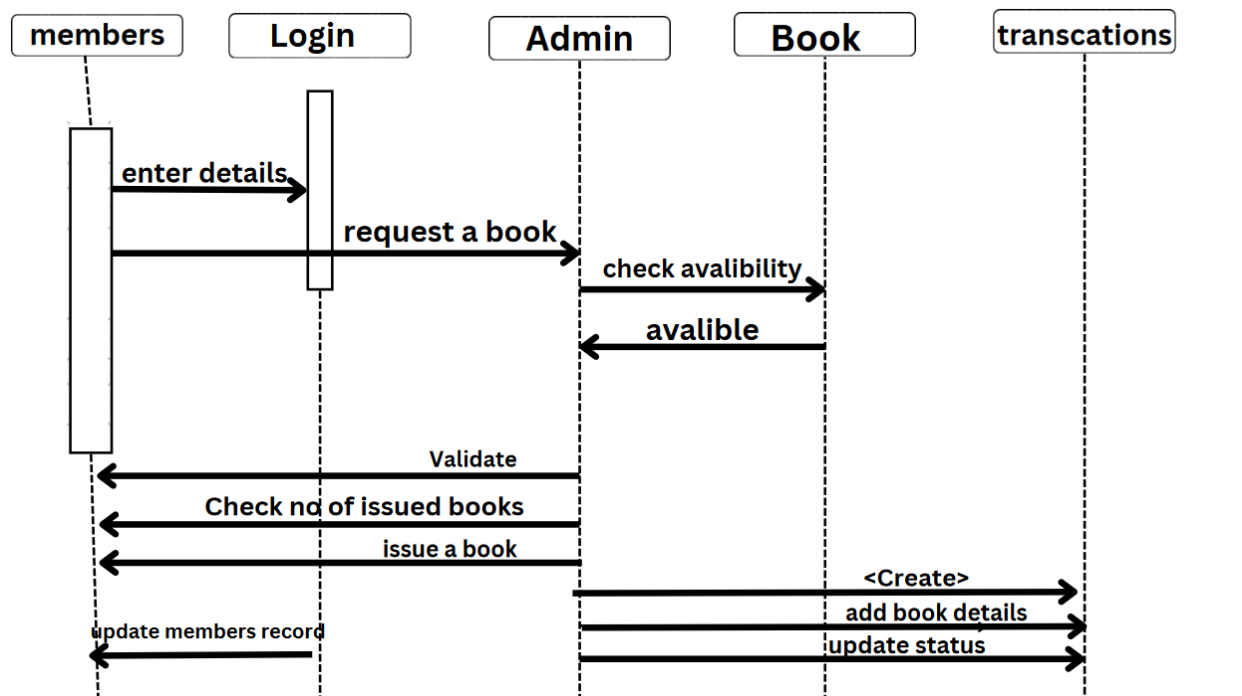 members
Login
Admin
Book
transcations
enter details
request a book
check avalibility
avalible
Validate
Check no of issued books
issue a book
<Create>
add book details
update members record
update status